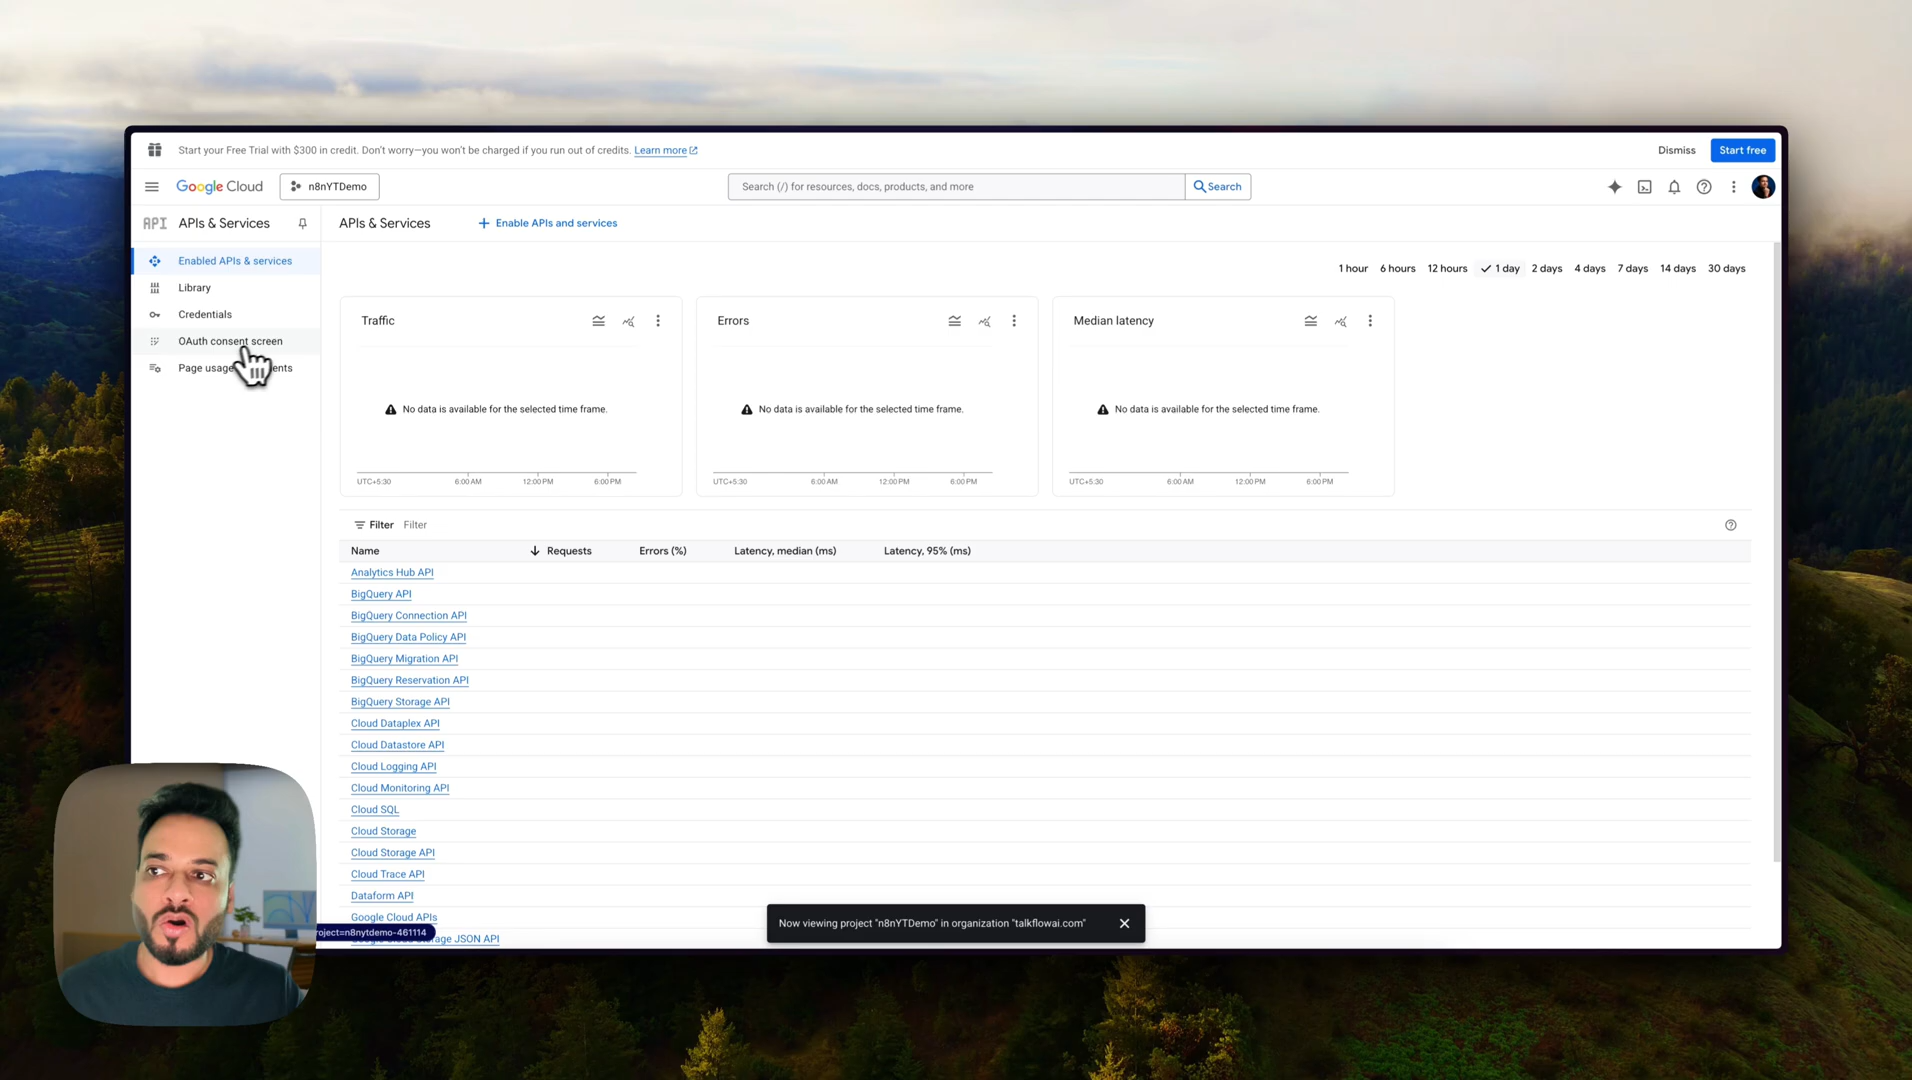 Start your Free Trial with $300 in credit. Don't worry—you won't be charged if you run out of credits. Learn more
Dismiss
Start free
Google Cloud
n8nYTDemo
Search (/) for resources, docs, products, and more
Search
API APIs & Services
APIs & Services
Enable APIs and services
Enabled APIs & services
Library
Credentials
OAuth consent screen
1 hour 6 hours 12 hours 1 day 2 days 4 days 7 days 14 days 30 days
Traffic
No data is available for the selected time frame.
UTC+5:30 6:00 AM 12:00 PM 6:00 PM
Errors
No data is available for the selected time frame.
UTC+5:30 6:00 AM 12:00 PM 6:00 PM
Median latency
No data is available for the selected time frame.
UTC+5:30 6:00 AM 12:00 PM 6:00 PM
Page usage
Filter Filter
Name Requests Errors (%) Latency, median (ms) Latency, 95% (ms)
Analytics Hub API
BigQuery API
BigQuery Connection API
BigQuery Data Policy API
BigQuery Migration API
BigQuery Reservation API
BigQuery Storage API
Cloud Dataplex API
Cloud Datastore API
Cloud Logging API
Cloud Monitoring API
Cloud SQL
Cloud Storage
Cloud Storage API
Cloud Trace API
Dataform API
Google Cloud APIs
JSON API
roject=n8nytdemo-461114
Now viewing project "n8nYTDemo" in organization "talkflowai.com"